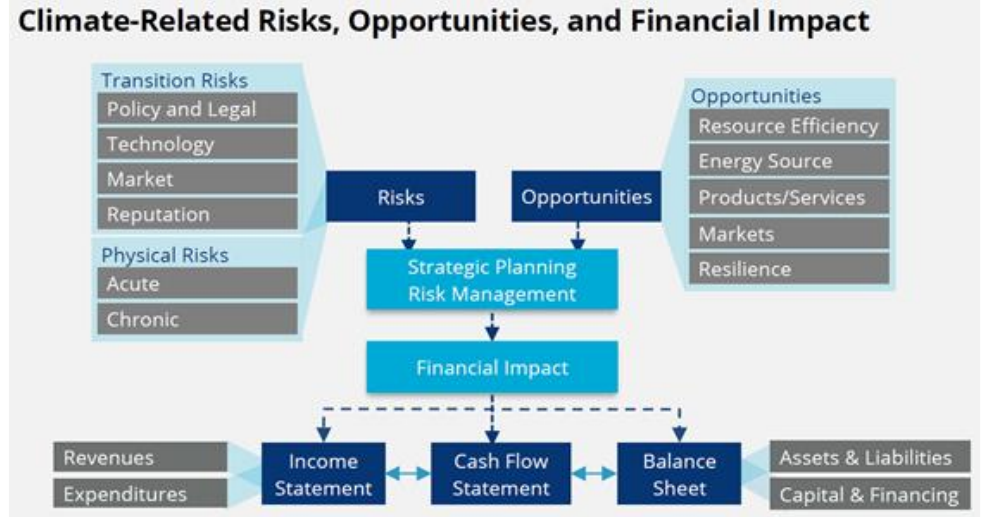 Climate-Related Risks, Opportunities, and Financial Impact
Transition Risks
Policy and Legal
Technology
Market
Reputation
Physical Risks
Acute
Chronic
Risks
Opportunities
Opportunities
Resource Efficiency
Energy Source
Products/Services
Markets
Resilience
Strategic Planning
Risk Management
Financial Impact
Revenues
Expenditures
Income
Statement
Cash Flow
Statement
Balance
Sheet
Assets & Liabilities
Capital & Financing